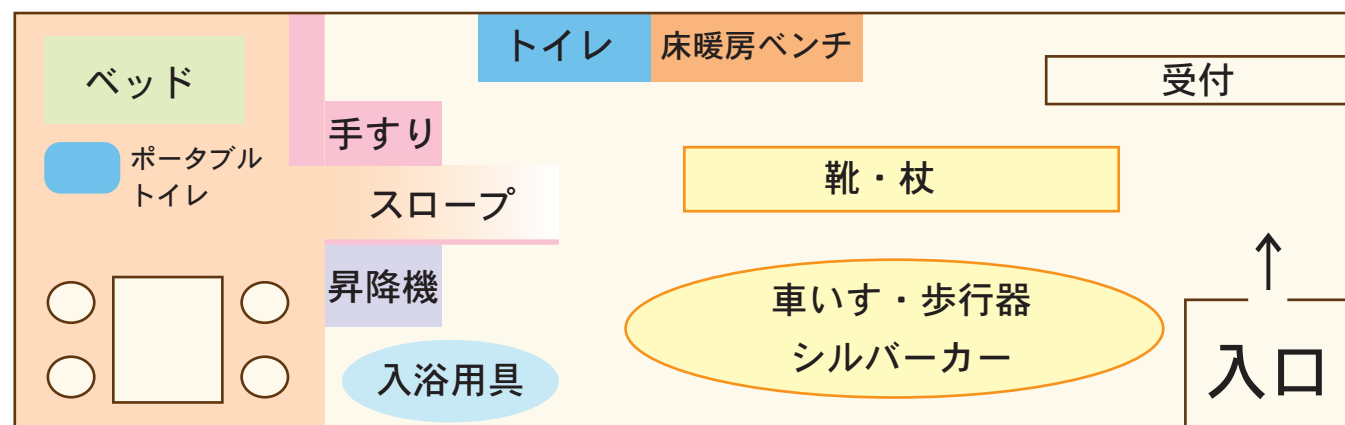 ベッド
ポータブル
トイレ
手すり
スロープ
昇降機
入浴用具
トイレ
床暖房ベンチ
受付
靴・杖
車いす・歩行器
シルバーカー
入口